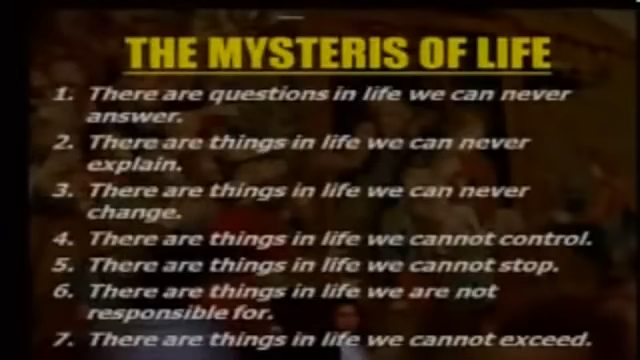 THE MYSTERIS OF LIFE
1. There are questions in life we can never
answer.
2. There are things in life we can never
explain.
3. There are things in life we can never
change.
4. There are things in life we cannot control.
5. There are things in life we cannot stop.
6. There are things in life we are not
responsible for.
7. There are things in life we cannot exceed.